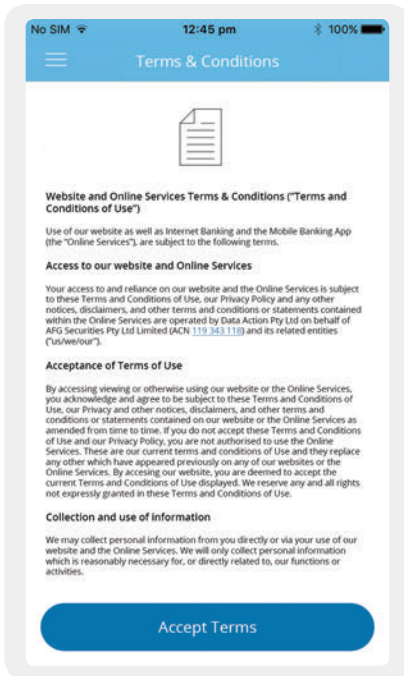 No SIM 12:45 pm 100%
Terms & Conditions
Website and Online Services Terms & Conditions ("Terms and
Conditions of Use")
Use of our website as well as Internet Banking and the Mobile Banking App
(the "Online Services"), are subject to the following terms.
Access to our website and Online Services
Your access to and reliance on our website and the Online Services is subject
to these Terms and Conditions of Use, our Privacy Policy and any other
notices, disclaimers, and other terms and conditions or statements contained
within the Online Services are operated by Data Action Pty Ltd on behalf of
AFG Securities Pty Ltd Limited (ACN 119 343 118) and its related entities
("us/we/our").
Acceptance of Terms of Use
By accessing viewing or otherwise using our website or the Online Services,
you acknowledge and agree to be subject to these Terms and Conditions of
Use, our Privacy and other notices, disclaimers, and other terms and
conditions or statements contained on our website or the Online Services as
amended from time to time. If you do not accept these Terms and Conditions
of Use and our Privacy Policy, you are not authorised to use the Online
Services. These are our current terms and conditions of Use and they replace
any other which have appeared previously on any of our websites or the
Online Services. By accesing our website, you are deemed to accept the
current Terms and Conditions of Use displayed. We reserve any and all rights
not expressly granted in these Terms and Conditions of Use.
Collection and use of information
We may collect personal information from you directly or via your use of our
website and the Online Services. We will only collect personal information
which is reasonably necessary for, or directly related to, our functions or
activities.
Accept Terms